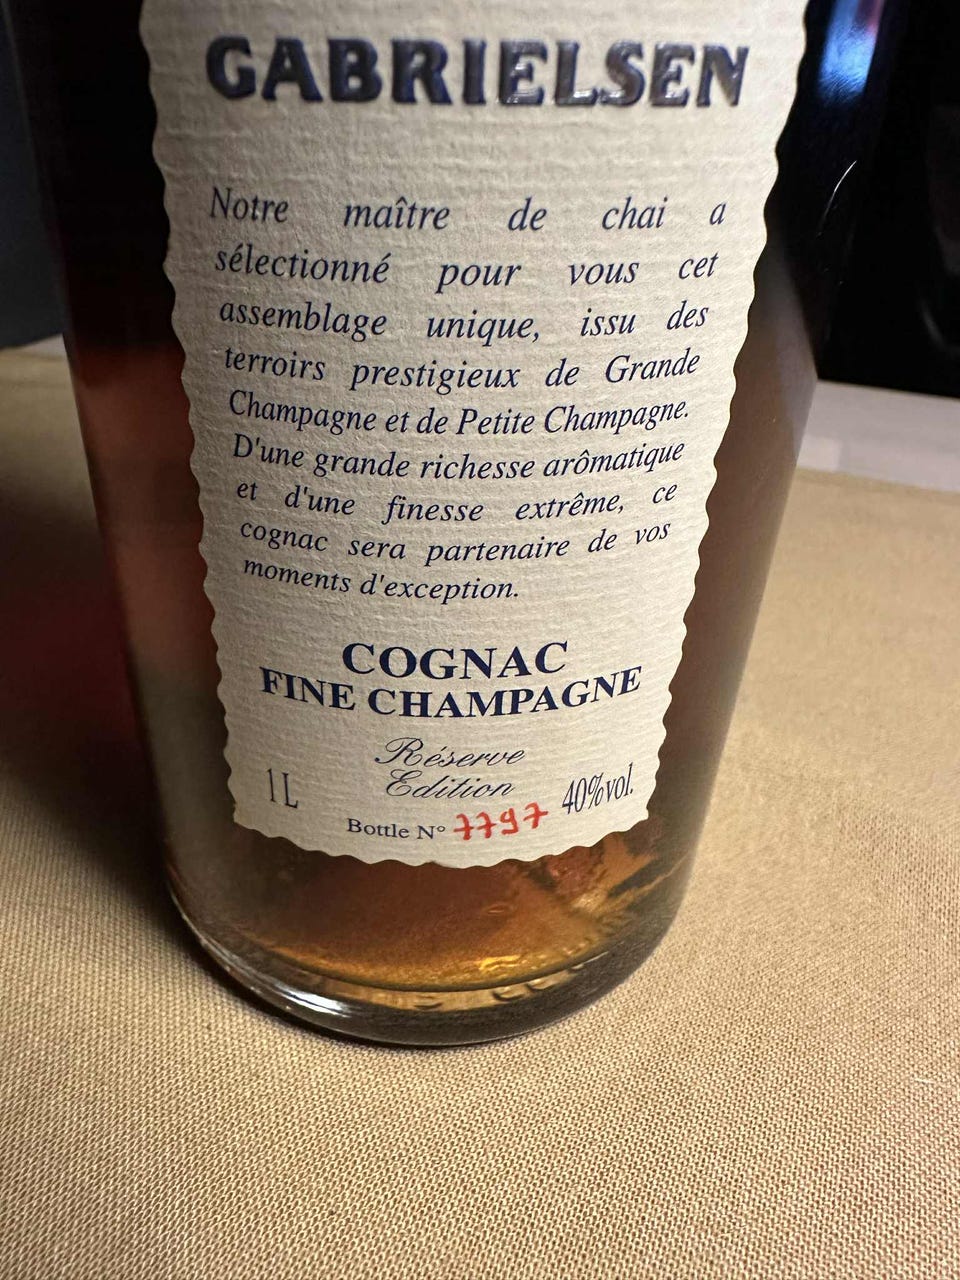 GABRIELSEN
Notre maître de chai a
sélectionné pour vous cet
assemblage unique, issu des
terroirs prestigieux de Grande
Champagne et de Petite Champagne.
D'une grande richesse arômatique
et d'une finesse extrême, ce
cognac sera partenaire de vos
moments d'exception.
COGNAC
FINE CHAMPAGNE
Réserve
Edition
1L 40%vol.
Bottle N° 7797